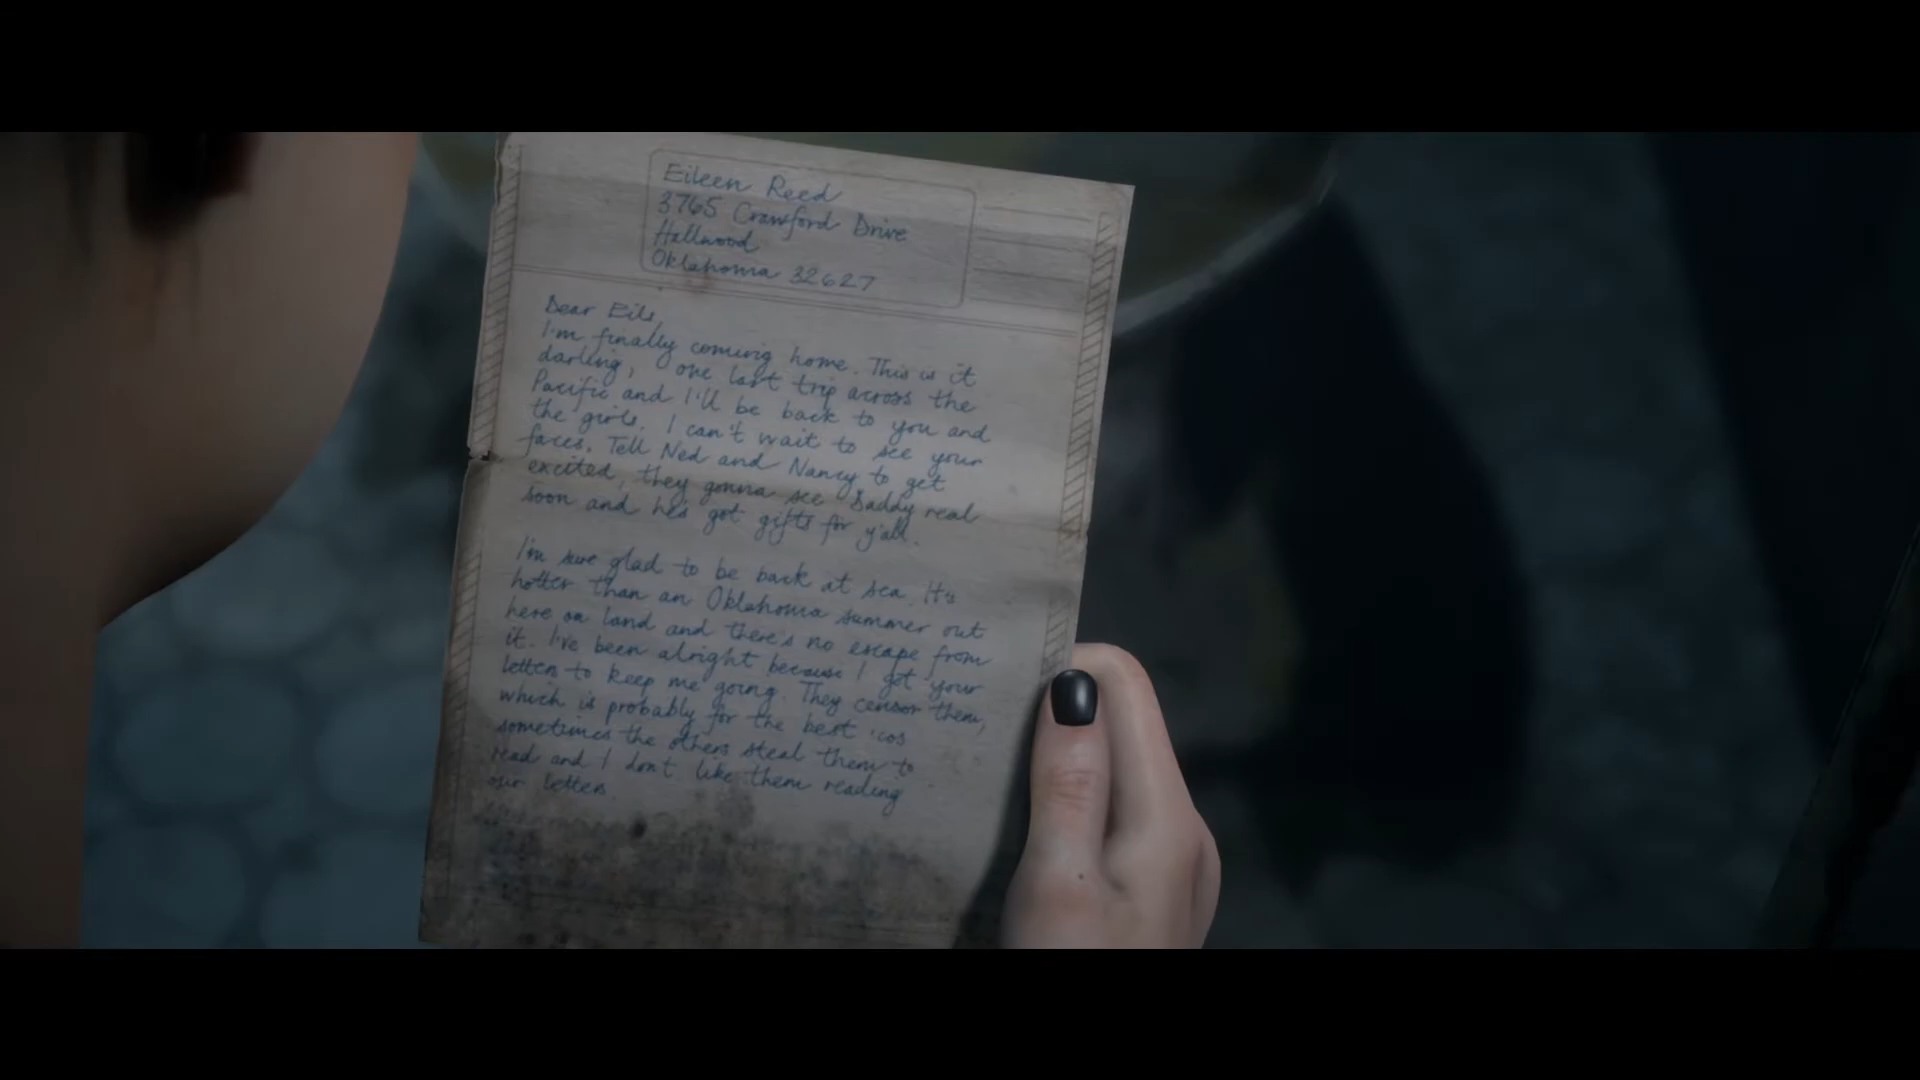 Eileen Reed
3765 Crawford Drive
Hallwood
Oklahoma 32627
Dear Eils,
I'm finally coming home. This is it
darling, one last trip across the
Pacific and I'll be back to you and
the girls. I can't wait to see your
faces. Tell Ned and Nancy to get
excited, they gonna see Daddy real
soon and he's got gifts for y'all.
I'm sure glad to be back at sea. It's
hotter than an Oklahoma summer out
here on land and there's no escape from
it. I've been alright because I get your
letters to keep me going. They censor them,
which is probably for the best 'cos
sometimes the others steal them to
read and I don't like them reading
our letters.